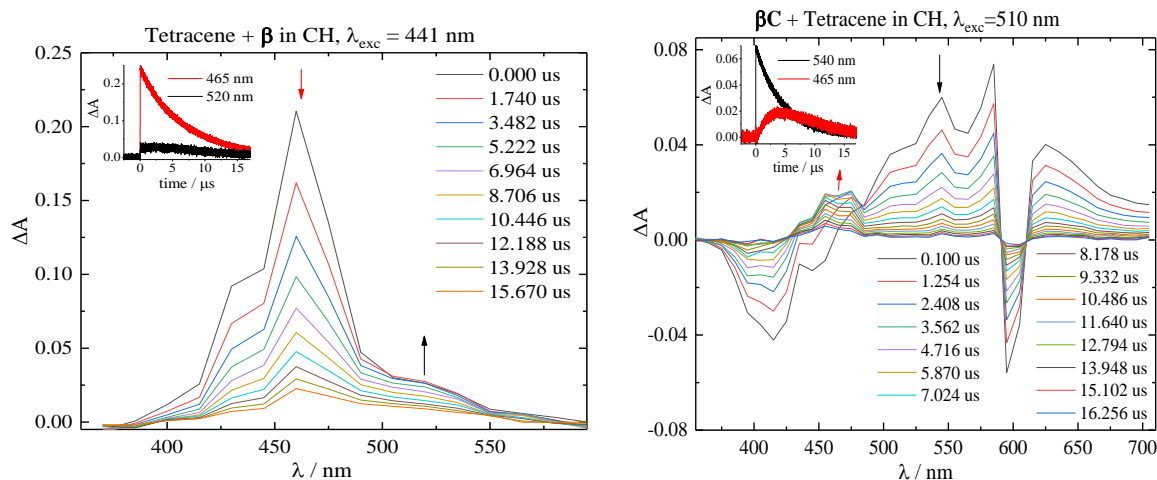 Tetracene + β in CH, λexc = 441 nm
0.25
0.20
0.15
0.10
0.05
0.00
ΔA
400
450
500
550
λ / nm
0.2
0.1
0.0
ΔA
0
5
10
15
time / μs
465 nm
520 nm
0.000 us
1.740 us
3.482 us
5.222 us
6.964 us
8.706 us
10.446 us
12.188 us
13.928 us
15.670 us
βC + Tetracene in CH, λexc=510 nm
0.08
0.04
0.00
-0.04
-0.08
ΔA
400
450
500
550
600
650
700
λ / nm
0.06
0.04
0.02
0.00
ΔA
0
5
10
15
time / μs
540 nm
465 nm
0.100 us
1.254 us
2.408 us
3.562 us
4.716 us
5.870 us
7.024 us
8.178 us
9.332 us
10.486 us
11.640 us
12.794 us
13.948 us
15.102 us
16.256 us